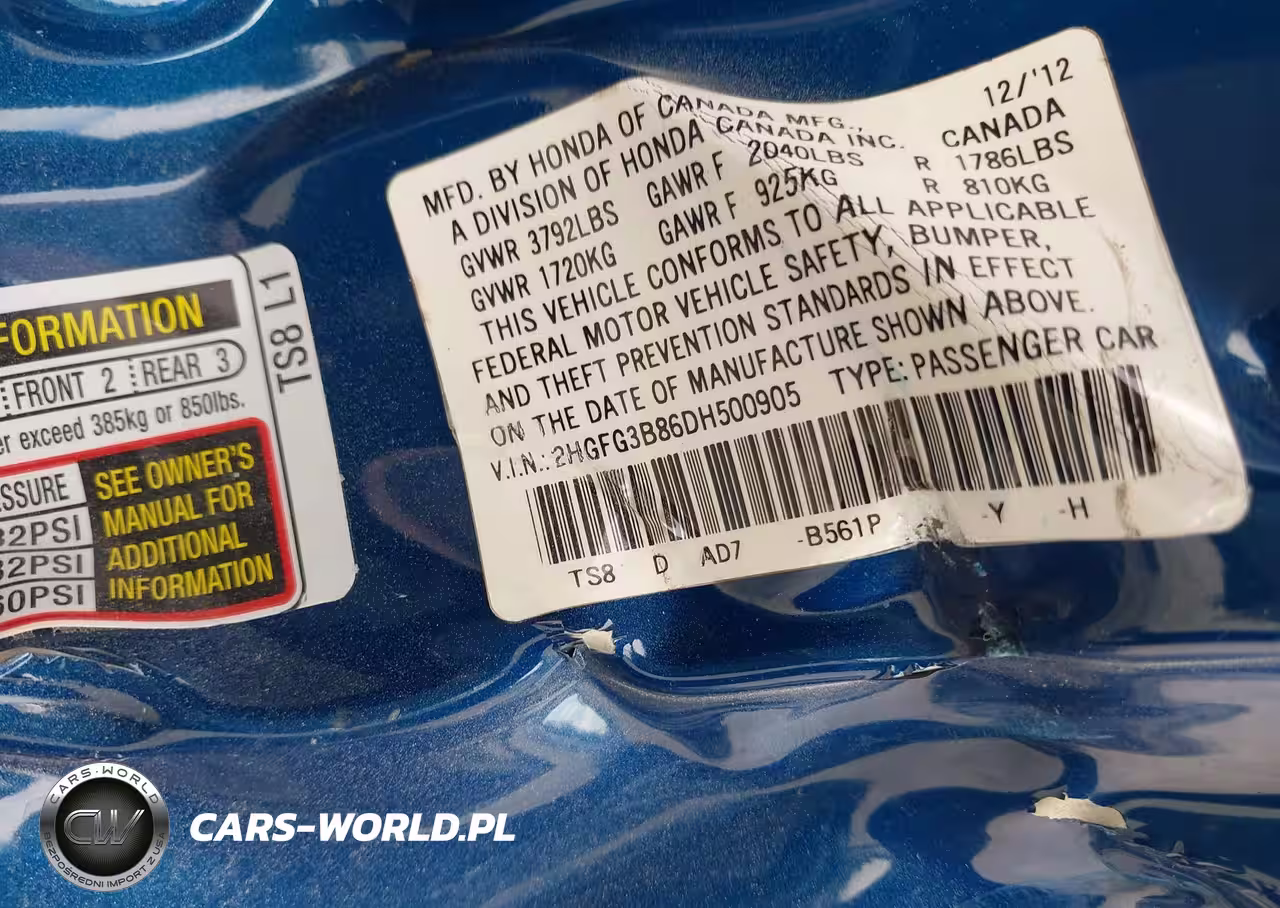 FORMATION
FRONT 2 REAR 3
er exceed 385kg or 850lbs.
ESSURE
32PSI
32PSI
60PSI
SEE OWNER'S
MANUAL FOR
ADDITIONAL
INFORMATION
TS8 L1
12/'12
MFD. BY HONDA OF CANADA MFG.,
A DIVISION OF HONDA CANADA INC. CANADA
GVWR 3792LBS GAWR F 2040LBS R 1786LBS
GVWR 1720KG GAWR F 925KG R 810KG
THIS VEHICLE CONFORMS TO ALL APPLICABLE
FEDERAL MOTOR VEHICLE SAFETY, BUMPER,
AND THEFT PREVENTION STANDARDS IN EFFECT
ON THE DATE OF MANUFACTURE SHOWN ABOVE.
V.I.N.: 2HGFG3B86DH500905 TYPE: PASSENGER CAR
TS8 D AD7 -B561P -Y -H
CARS-WORLD
CW
BEZPOŚREDNI IMPORT Z USA
CARS-WORLD.PL